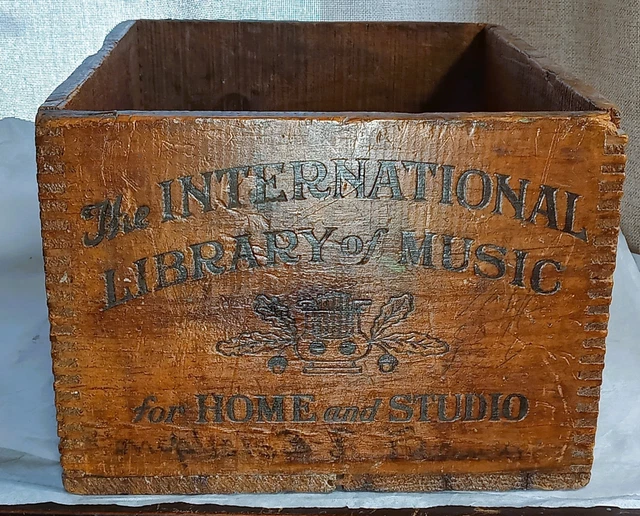 The INTERNATIONAL
LIBRARY of MUSIC
for HOME and STUDIO